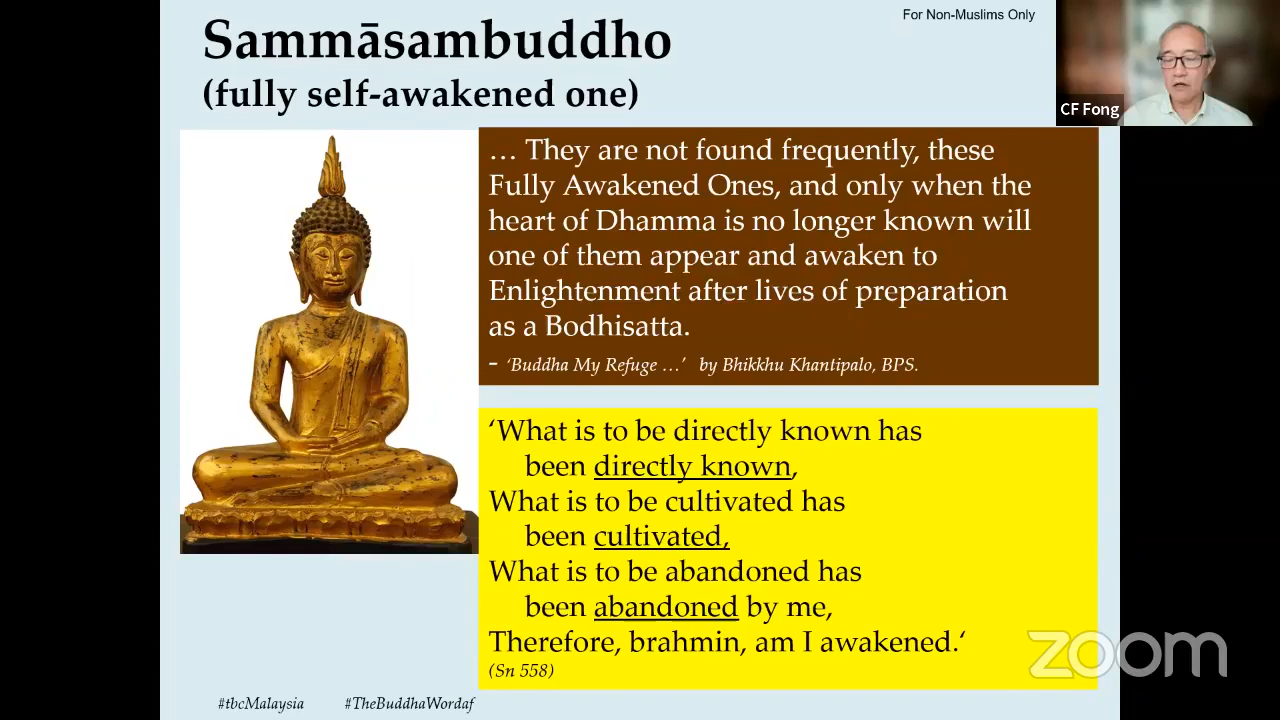 Sammāsambuddho
(fully self-awakened one)
For Non-Muslims Only
CF Fong
… They are not found frequently, these
Fully Awakened Ones, and only when the
heart of Dhamma is no longer known will
one of them appear and awaken to
Enlightenment after lives of preparation
as a Bodhisatta.
- ‘Buddha My Refuge …’ by Bhikkhu Khantipalo, BPS.
‘What is to be directly known has
been directly known,
What is to be cultivated has
been cultivated,
What is to be abandoned has
been abandoned by me,
Therefore, brahmin, am I awakened.‘
(Sn 558)
zoom
#tbcMalaysia #TheBuddhaWordaf